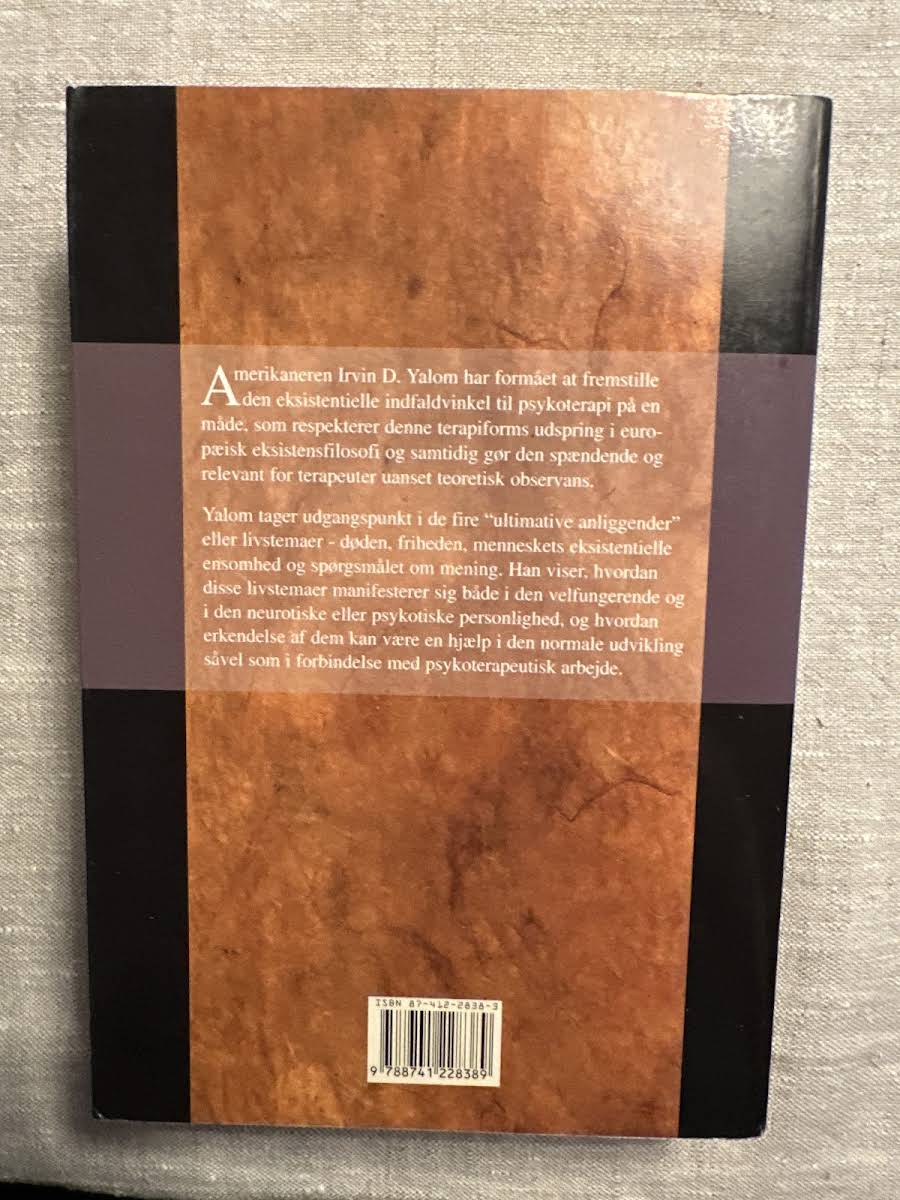 Amerikaneren Irvin D. Yalom har formået at fremstille
den eksistentielle indfaldvinkel til psykoterapi på en
måde, som respekterer denne terapiforms udspring i euro-
pæisk eksistensfilosofi og samtidig gør den spændende og
relevant for terapeuter uanset teoretisk observans.
Yalom tager udgangspunkt i de fire “ultimative anliggender”
eller livstemaer - døden, friheden, menneskets eksistentielle
ensomhed og spørgsmålet om mening. Han viser, hvordan
disse livstemaer manifesterer sig både i den velfungerende og
i den neurotiske eller psykotiske personlighed, og hvordan
erkendelse af dem kan være en hjælp i den normale udvikling
såvel som i forbindelse med psykoterapeutisk arbejde.
ISBN 87-412-2838-3
9 788741 228389